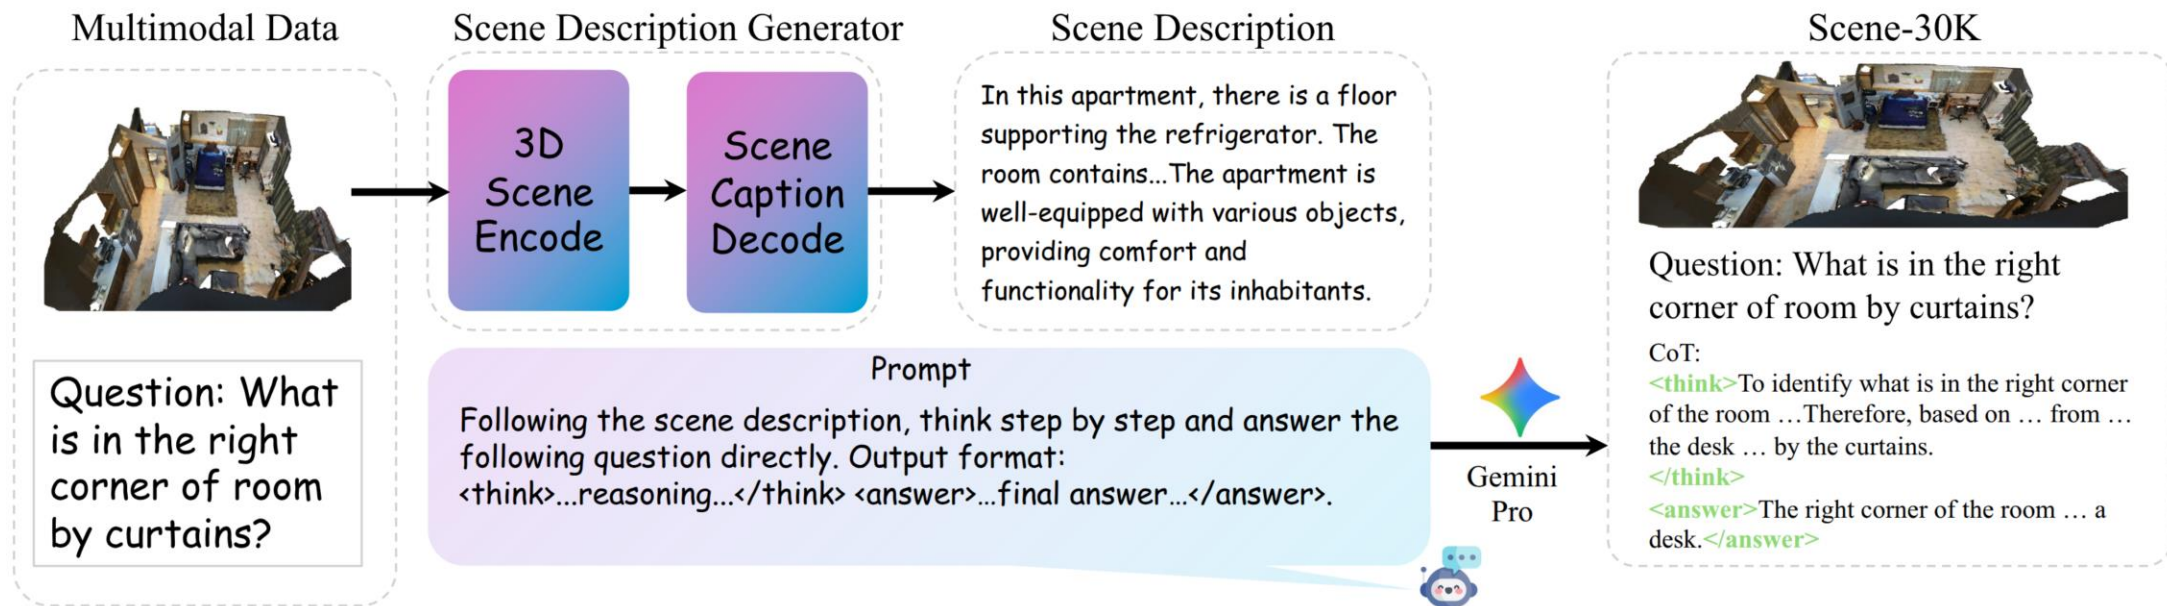 Multimodal Data
Scene Description Generator
Scene Description
Scene-30K
3D
Scene
Encode
Scene
Caption
Decode
In this apartment, there is a floor
supporting the refrigerator. The
room contains...The apartment is
well-equipped with various objects,
providing comfort and
functionality for its inhabitants.
Question: What
is in the right
corner of room
by curtains?
Prompt
Following the scene description, think step by step and answer the
following question directly. Output format:
<think>...reasoning...</think> <answer>...final answer...</answer>.
Gemini
Pro
Question: What is in the right
corner of room by curtains?
CoT:
<think>To identify what is in the right corner
of the room …Therefore, based on … from …
the desk … by the curtains.
</think>
<answer>The right corner of the room … a
desk.</answer>